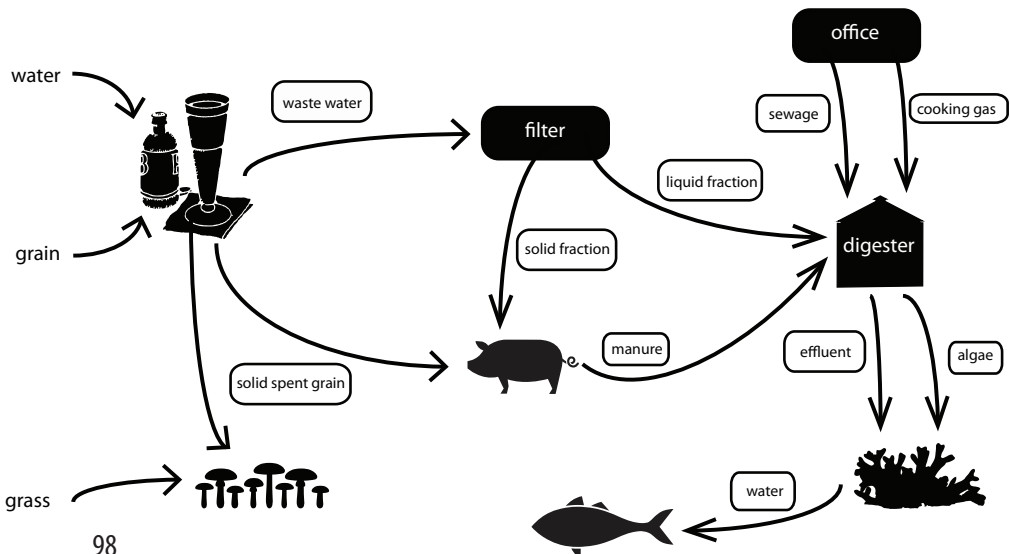 office
water
waste water
sewage
cooking gas
filter
B
liquid fraction
grain
solid fraction
digester
manure
effluent
algae
solid spent grain
grass
water
98